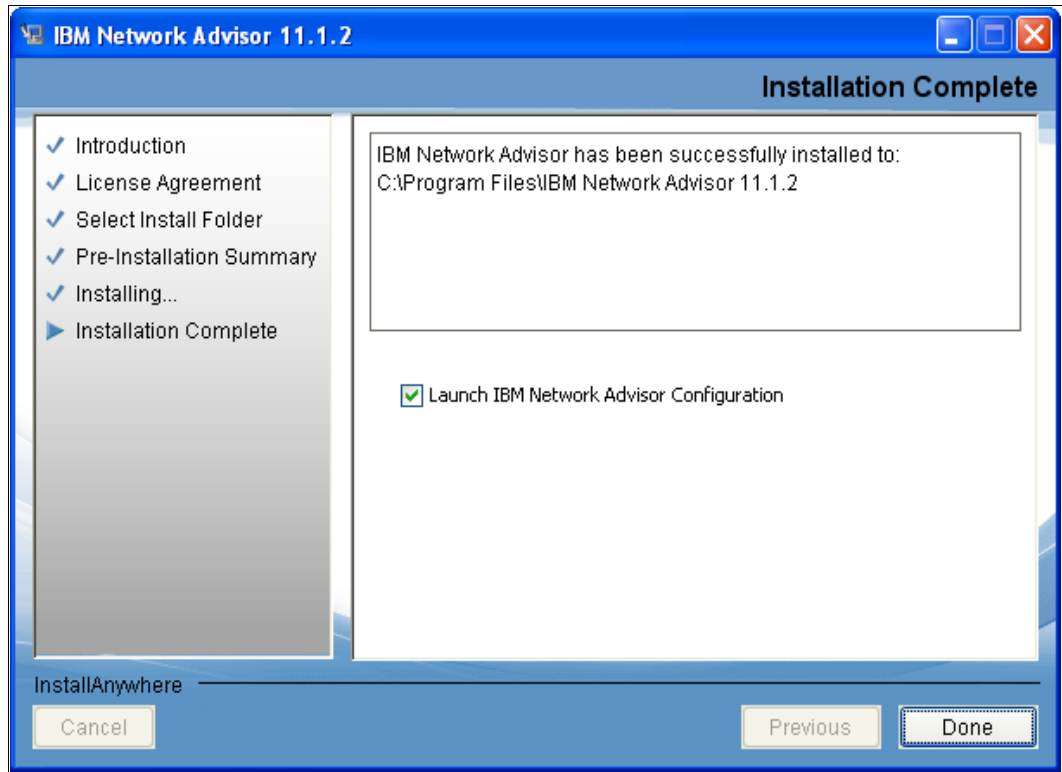 IBM Network Advisor 11.1.2
Installation Complete
Introduction
License Agreement
Select Install Folder
Pre-Installation Summary
Installing...
Installation Complete
IBM Network Advisor has been successfully installed to:
C:\Program Files\IBM Network Advisor 11.1.2
Launch IBM Network Advisor Configuration
InstallAnywhere
Cancel
Previous
Done